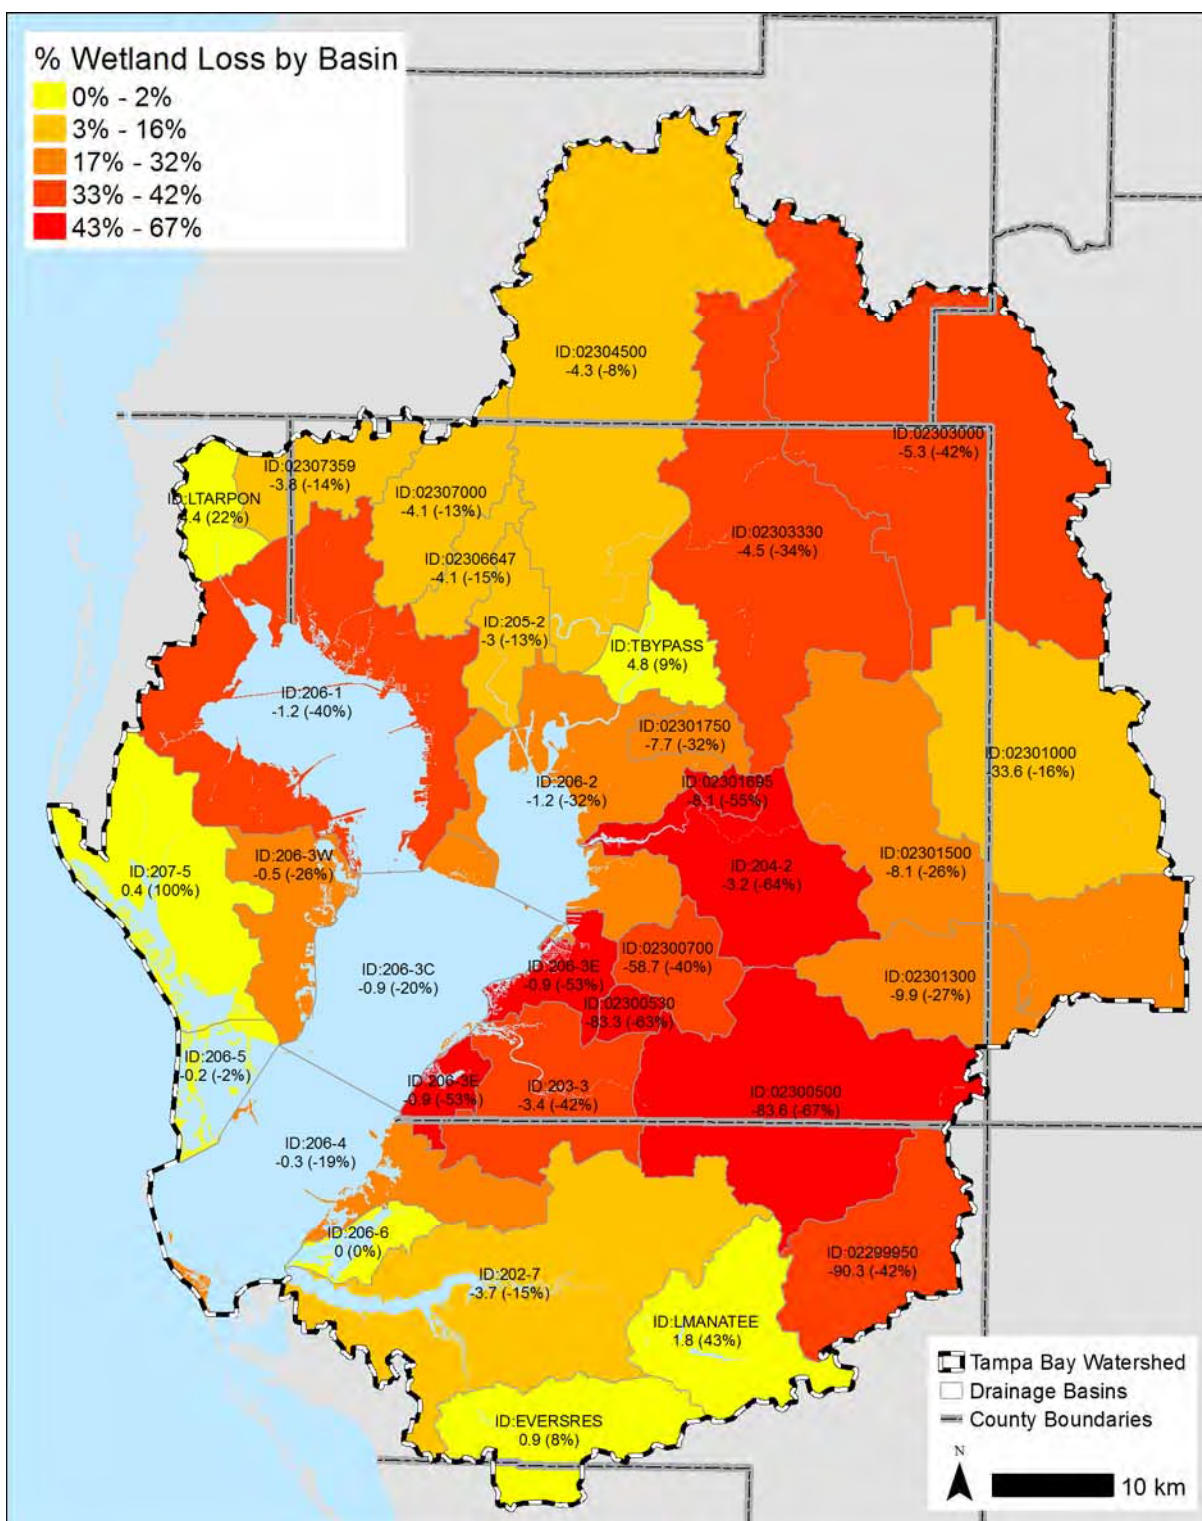 % Wetland Loss by Basin
0% - 2%
3% - 16%
17% - 32%
33% - 42%
43% - 67%
ID:02304500
-4.3 (-8%)
ID:02303000
-5.3 (-42%)
ID:02307359
-3.8 (-14%)
ID:LTARPON
4.4 (22%)
ID:02307000
-4.1 (-13%)
ID:02303330
-4.5 (-34%)
ID:02306647
-4.1 (-15%)
ID:205-2
-3 (-13%)
ID:TBYPASS
4.8 (9%)
ID:206-1
-1.2 (-40%)
ID:02301750
-7.7 (-32%)
ID:02301000
-33.6 (-16%)
ID:206-2
-1.2 (-32%)
ID:02301695
-8.1 (-55%)
ID:206-3W
-0.5 (-26%)
ID:02301500
-8.1 (-26%)
ID:207-5
0.4 (100%)
ID:204-2
-3.2 (-64%)
ID:02300700
-58.7 (-40%)
ID:206-3C
-0.9 (-20%)
ID:206-3E
-0.9 (-53%)
ID:02301300
-9.9 (-27%)
ID:02300530
-83.3 (-63%)
ID:206-5
-0.2 (-2%)
ID:206-3E
-0.9 (-53%)
ID:203-3
-3.4 (-42%)
ID:02300500
-83.6 (-67%)
ID:206-4
-0.3 (-19%)
ID:206-6
0 (0%)
ID:02299950
-90.3 (-42%)
ID:202-7
-3.7 (-15%)
ID:LMANATEE
1.8 (43%)
ID:EVERSRES
0.9 (8%)
Tampa Bay Watershed
Drainage Basins
County Boundaries
N
10 km